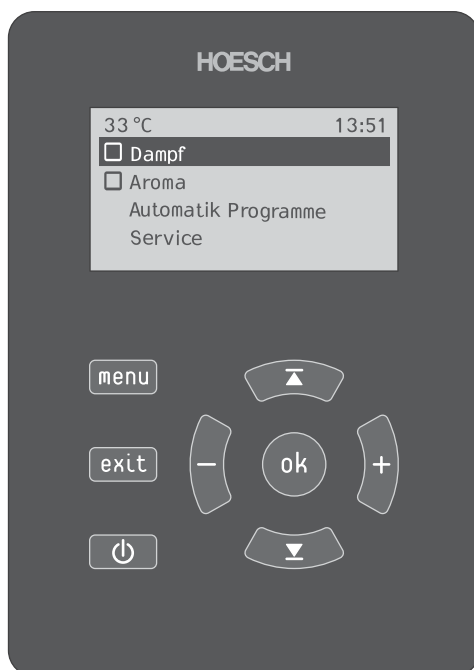 HOESCH
33 °C 13:51
Dampf
Aroma
Automatik Programme
Service
menu
exit
ok